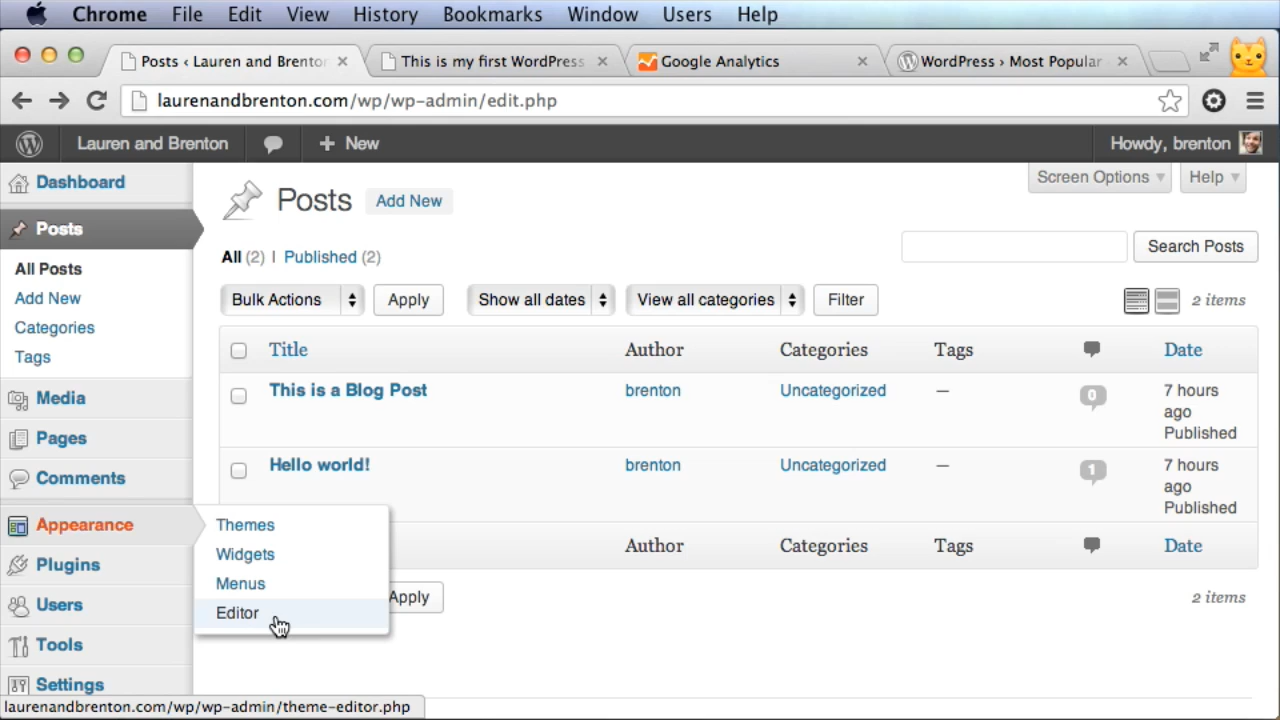 Chrome File Edit View History Bookmarks Window Users Help
Posts ‹ Lauren and Brenton
This is my first WordPress
Google Analytics
WordPress › Most Popular
laurenandbrenton.com/wp/wp-admin/edit.php
Lauren and Brenton
+ New
Howdy, brenton
Dashboard
Posts
All Posts
Add New
Categories
Tags
Media
Pages
Comments
Appearance
Plugins
Users
Tools
Settings
Themes
Widgets
Menus
Editor
Posts Add New
Screen Options
Help
All (2) | Published (2)
Search Posts
Bulk Actions Apply Show all dates View all categories Filter 2 items
Title Author Categories Tags Date
This is a Blog Post brenton Uncategorized — 0 7 hours
ago
Published
Hello world! brenton Uncategorized — 1 7 hours
ago
Published
Author Categories Tags Date
Apply 2 items
laurenandbrenton.com/wp/wp-admin/theme-editor.php